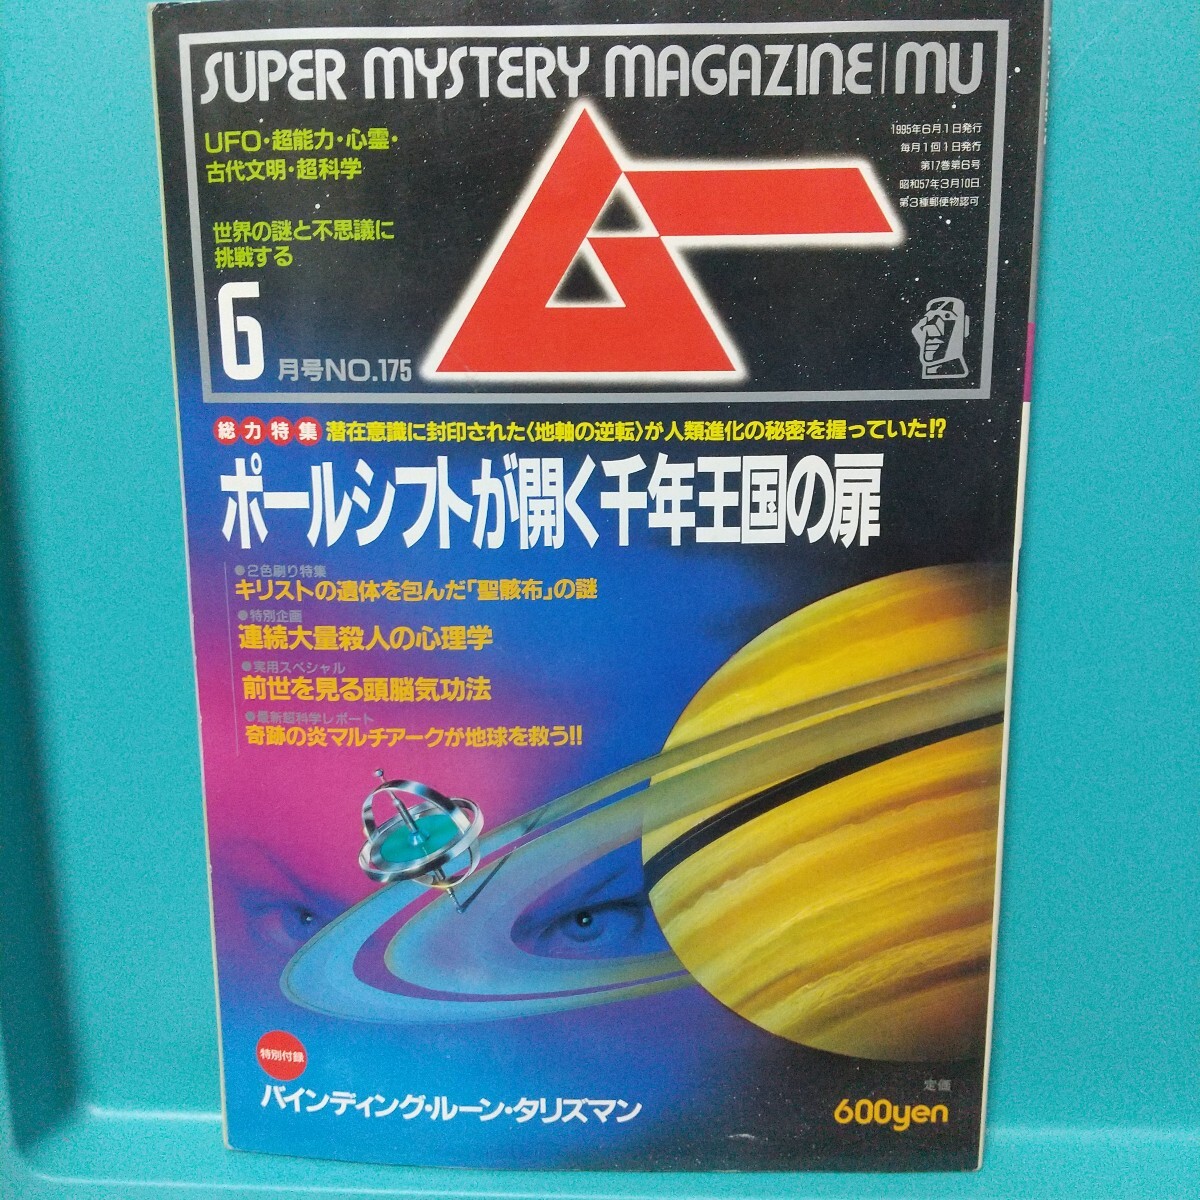 SUPER MYSTERY MAGAZINE|MU
UFO・超能力・心霊・
古代文明・超科学
世界の謎と不思議に
挑戦する
6月号NO.175
ムー
1995年6月1日発行
毎月1回1日発行
第17巻第6号
昭和57年3月10日
第3種郵便物認可
総力特集 潜在意識に封印された〈地軸の逆転〉が人類進化の秘密を握っていた!?
ポールシフトが開く千年王国の扉
●2色刷り特集
キリストの遺体を包んだ「聖骸布」の謎
●特別企画
連続大量殺人の心理学
●実用スペシャル
前世を見る頭脳気功法
●最新超科学レポート
奇跡の炎マルチアークが地球を救う!!
特別付録
バインディング・ルーン・タリズマン
定価
600yen